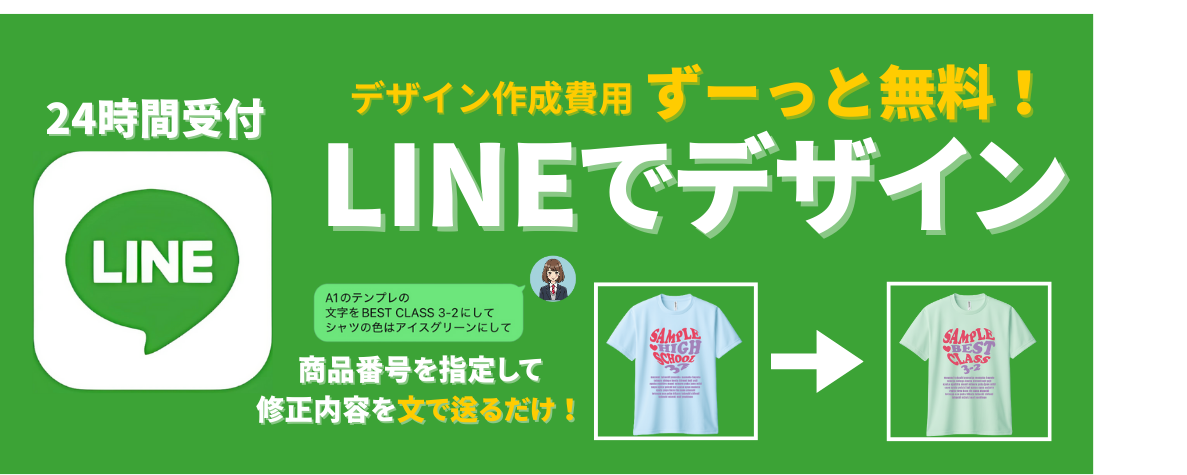 24時間受付
LINE
デザイン作成費用 ずーっと無料！
LINEでデザイン
A1のテンプレの
文字をBEST CLASS 3-2にして
シャツの色はアイスグリーンにして
商品番号を指定して
修正内容を文で送るだけ！
SAMPLE
HIGH
SCHOOL
3-2
SAMPLE
BEST
CLASS
3-2